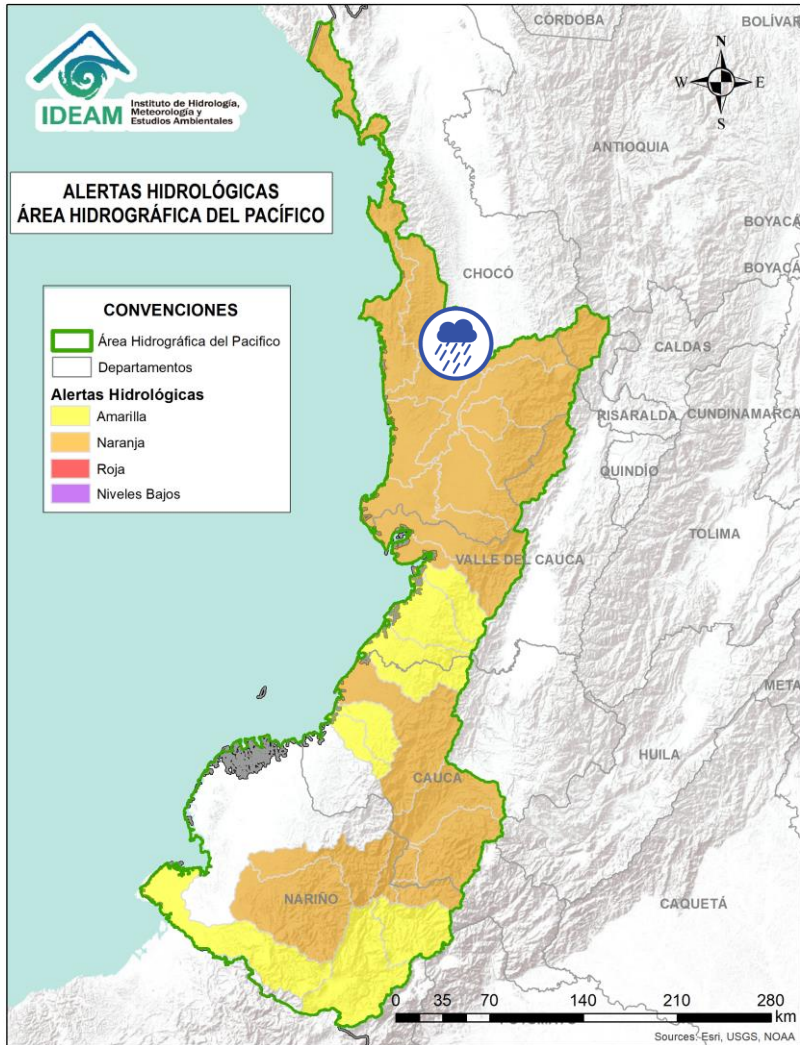 CÓRDOBA
BOLÍVAR
N
W
E
S
IDEAM
Instituto de Hidrología,
Meteorología y
Estudios Ambientales
ANTIOQUIA
ALERTAS HIDROLÓGICAS
ÁREA HIDROGRÁFICA DEL PACÍFICO
BOYACÁ
BOYACÁ
CHOCÓ
CONVENCIONES
Área Hidrográfica del Pacifico
Departamentos
Alertas Hidrológicas
Amarilla
Naranja
Roja
Niveles Bajos
CALDAS
RISARALDA
CUNDINAMARCA
QUINDÍO
TOLIMA
VALLE DEL CAUCA
META
HUILA
CAUCA
NARIÑO
CAQUETÁ
0 35 70 140 210 280
km
Sources: Esri, USGS, NOAA